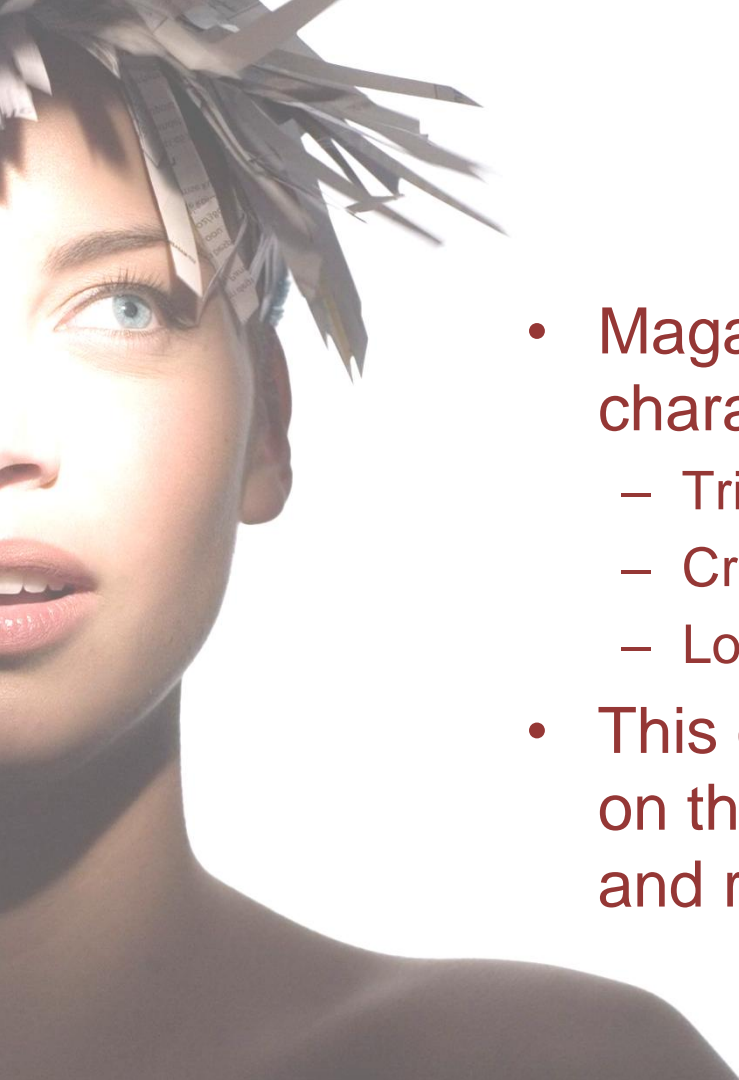 • Maga
chara
– Tri
– Cr
– Lo
• This
on th
and